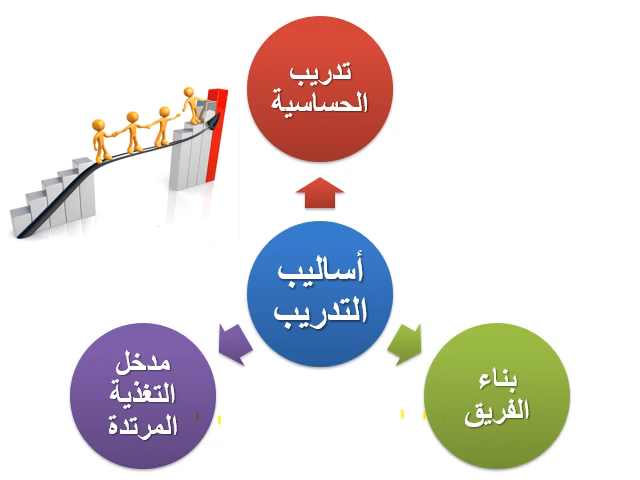 تدريب
الحساسية
أساليب
التدريب
بناء
الفريق
مدخل
التغذية
المرتدة